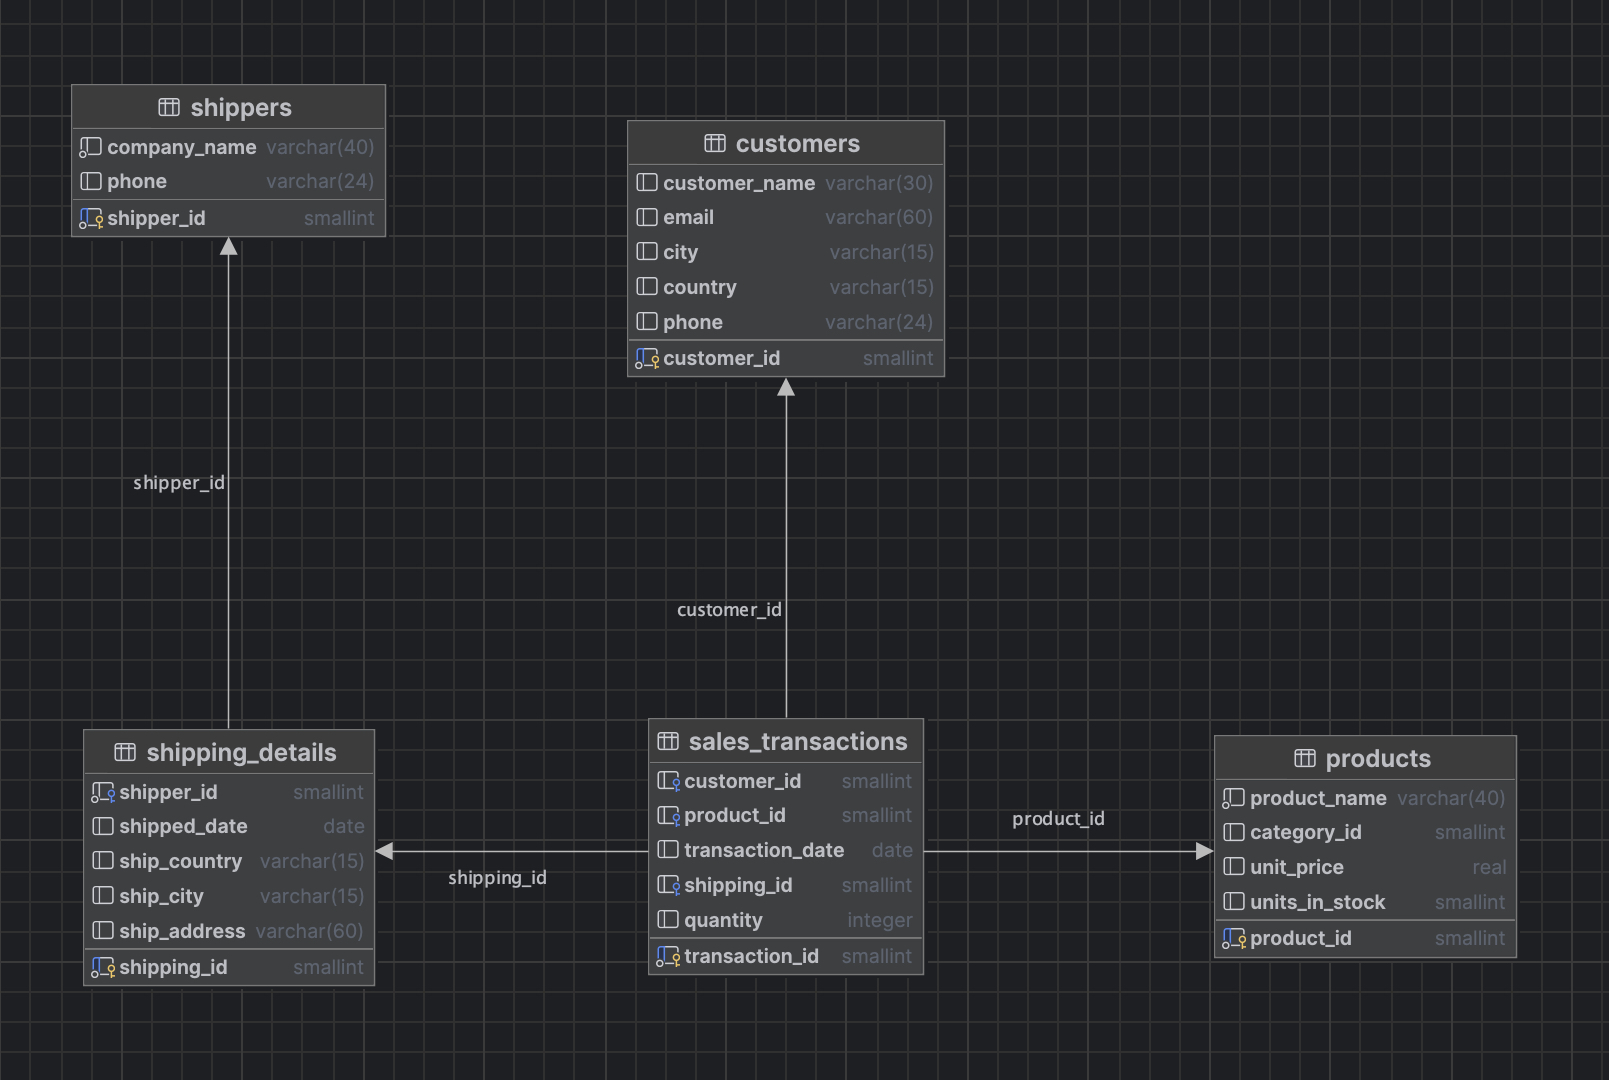 shippers
company_name varchar(40)
phone varchar(24)
shipper_id smallint
customers
customer_name varchar(30)
email varchar(60)
city varchar(15)
country varchar(15)
phone varchar(24)
customer_id smallint
shipper_id
customer_id
shipping_details
shipper_id smallint
shipped_date date
ship_country varchar(15)
ship_city varchar(15)
ship_address varchar(60)
shipping_id smallint
shipping_id
sales_transactions
customer_id smallint
product_id smallint
transaction_date date
shipping_id smallint
quantity integer
transaction_id smallint
product_id
products
product_name varchar(40)
category_id smallint
unit_price real
units_in_stock smallint
product_id smallint